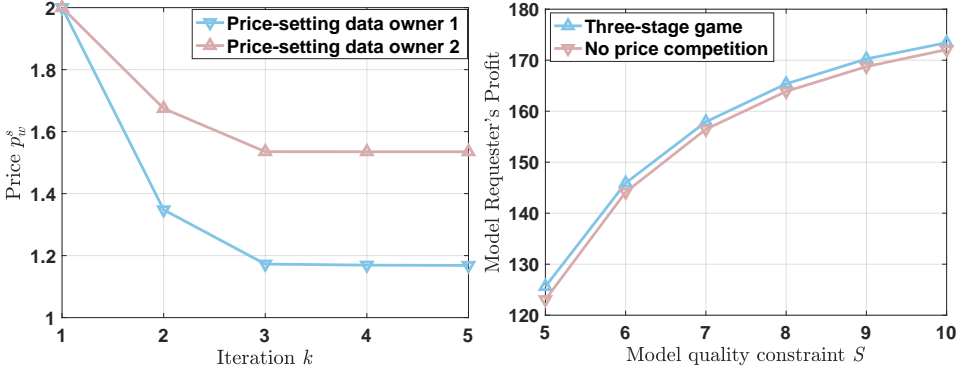 Price-setting data owner 1
Price-setting data owner 2
Price $p_w^s$
2
1.8
1.6
1.4
1.2
1
1 2 3 4 5
Iteration k
Three-stage game
No price competition
Model Requester's Profit
180
170
160
150
140
130
120
5 6 7 8 9 10
Model quality constraint S